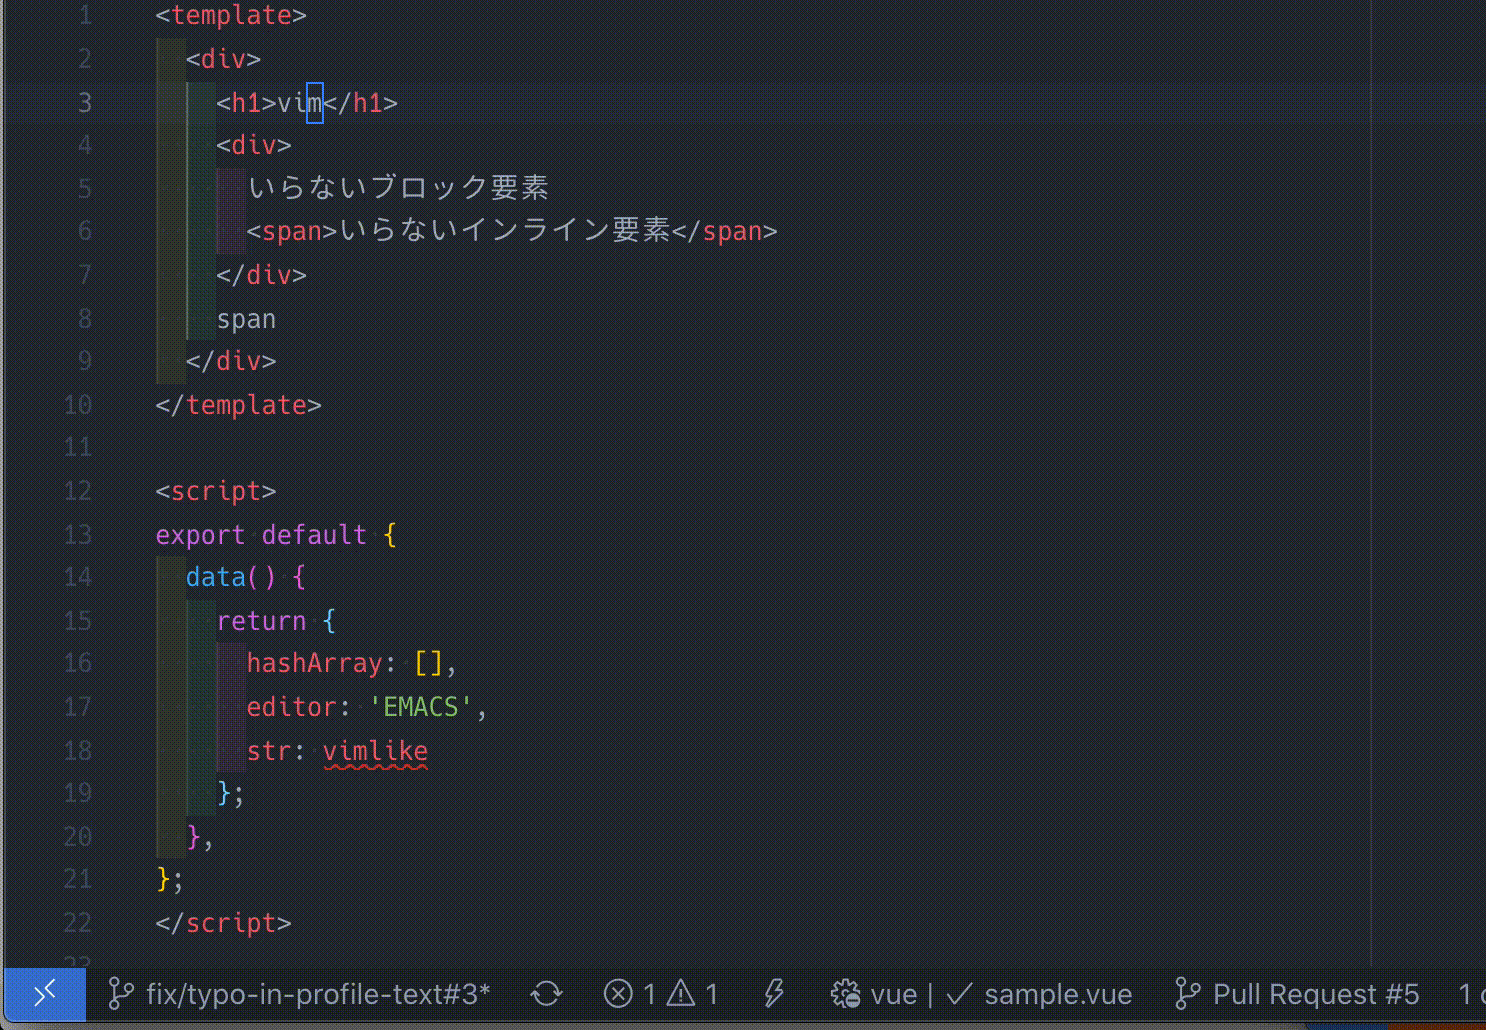 1 <template>
2 <div>
3 <h1>vim</h1>
4 <div>
5 いらないブロック要素
6 <span>いらないインライン要素</span>
7 </div>
8 span
9 </div>
10 </template>
11
12 <script>
13 export default {
14 data() {
15 return {
16 hashArray: [],
17 editor: 'EMACS',
18 str: vimlike
19 };
20 },
21 };
22 </script>
23
fix/typo-in-profile-text#3* 1 1 vue | ✓ sample.vue Pull Request #5 1